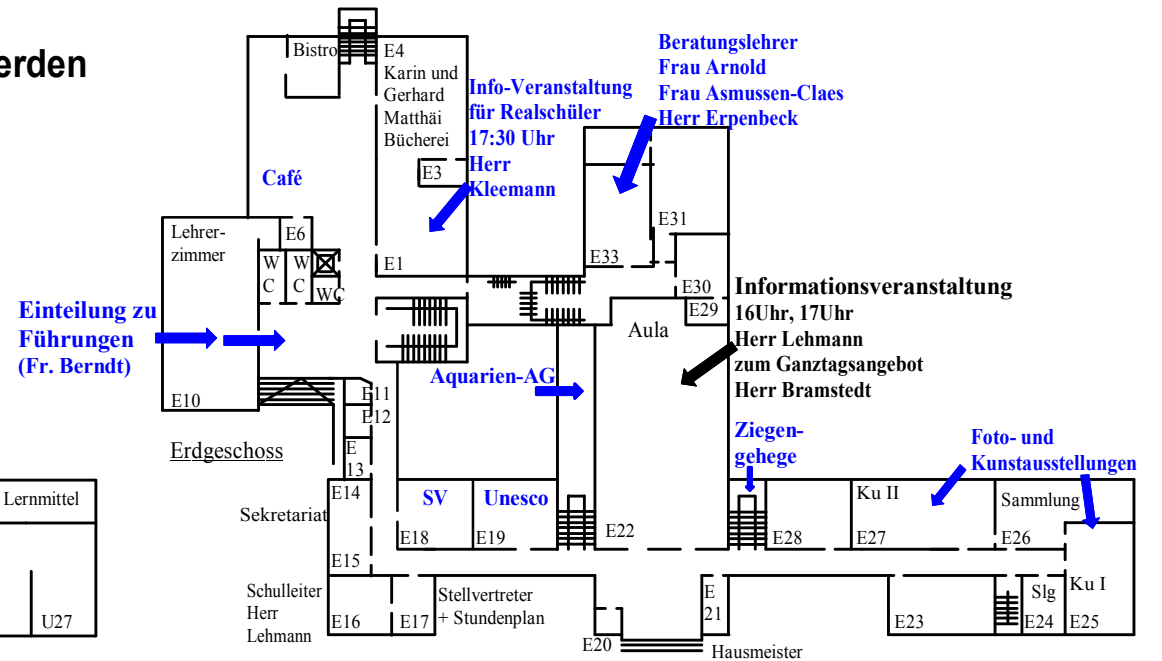 erden
Bistro
E4
Karin und
Gerhard
Matthäi
Bücherei
E3
E1
Info-Veranstaltung
für Realschüler
17:30 Uhr
Herr
Kleemann
Beratungslehrer
Frau Arnold
Frau Asmussen-Claes
Herr Erpenbeck
Café
Lehrer-
zimmer
E6
W
C
W
C
WC
E31
E33
E30
E29
Einteilung zu
Führungen
(Fr. Berndt)
E10
Informationsveranstaltung
16Uhr, 17Uhr
Herr Lehmann
zum Ganztagsangebot
Herr Bramstedt
Aula
Aquarien-AG
E11
E12
E
13
Erdgeschoss
Ziegen-
gehege
Foto- und
Kunstausstellungen
Lernmittel
U27
E14
Sekretariat
E15
SV
E18
Unesco
E19
E22
E28
Ku II
E27
Sammlung
E26
Schulleiter
Herr
Lehmann
E16
E17
Stellvertreter
+ Stundenplan
E20
E
21
Hausmeister
E23
Slg
E24
Ku I
E25